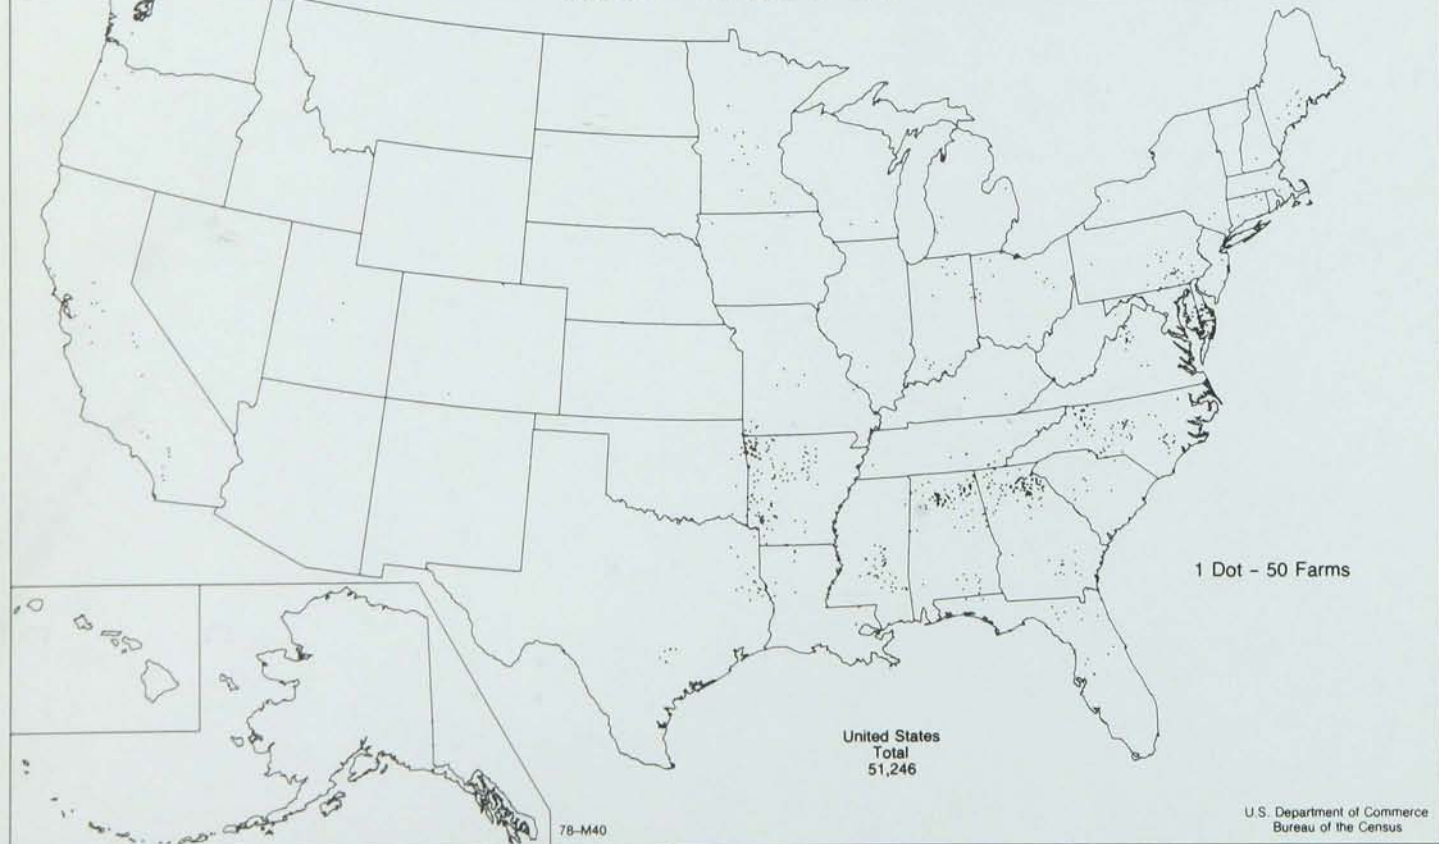 1 Dot – 50 Farms
United States
Total
51,246
78–M40
U.S. Department of Commerce
Bureau of the Census